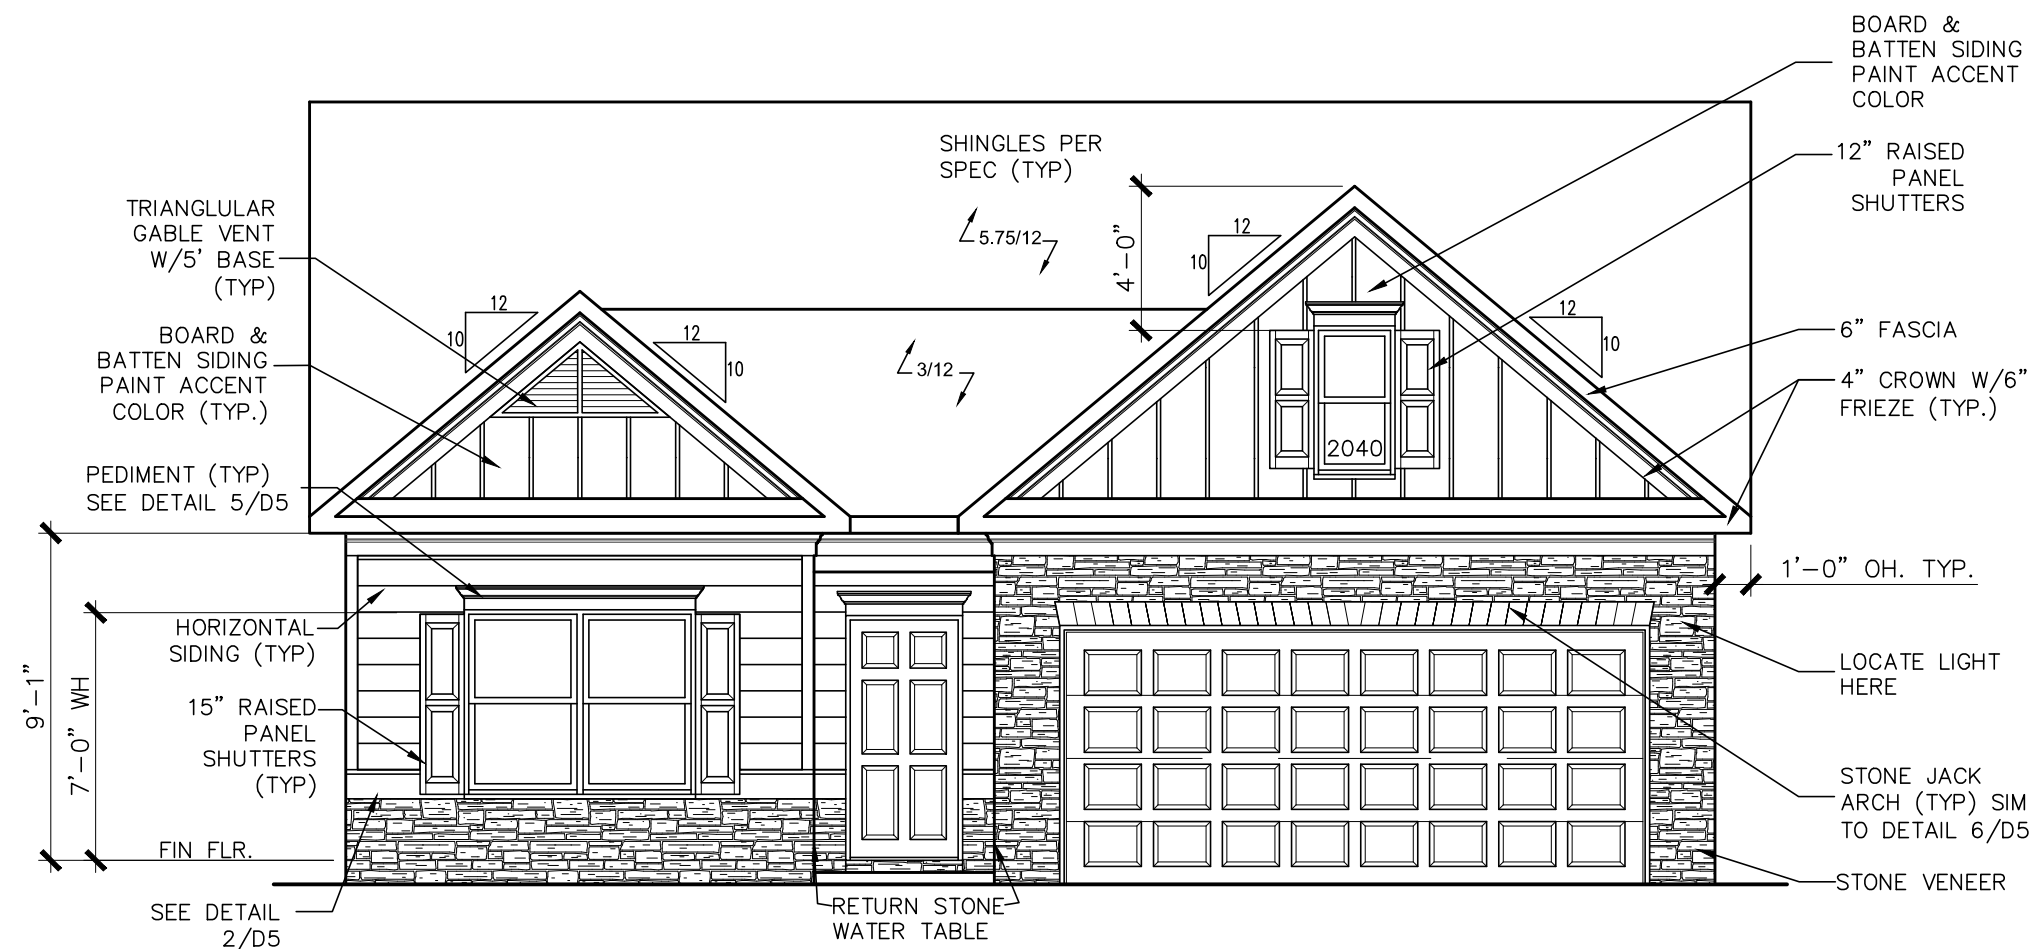 BOARD &
BATTEN SIDING
PAINT ACCENT
COLOR
SHINGLES PER
SPEC (TYP)
12” RAISED
PANEL
SHUTTERS
TRIANGLULAR
GABLE VENT
W/5' BASE
(TYP)
5.75/12
4'-0”
12
10
12
10
12
10
12
10
BOARD &
BATTEN SIDING
PAINT ACCENT
COLOR (TYP.)
3/12
6” FASCIA
4” CROWN W/6”
FRIEZE (TYP.)
2040
PEDIMENT (TYP)
SEE DETAIL 5/D5
1'-0” OH. TYP.
HORIZONTAL
SIDING (TYP)
9'-1”
7'-0” WH
15” RAISED
PANEL
SHUTTERS
(TYP)
LOCATE LIGHT
HERE
STONE JACK
ARCH (TYP) SIM
TO DETAIL 6/D5
FIN FLR.
STONE VENEER
SEE DETAIL
2/D5
RETURN STONE
WATER TABLE